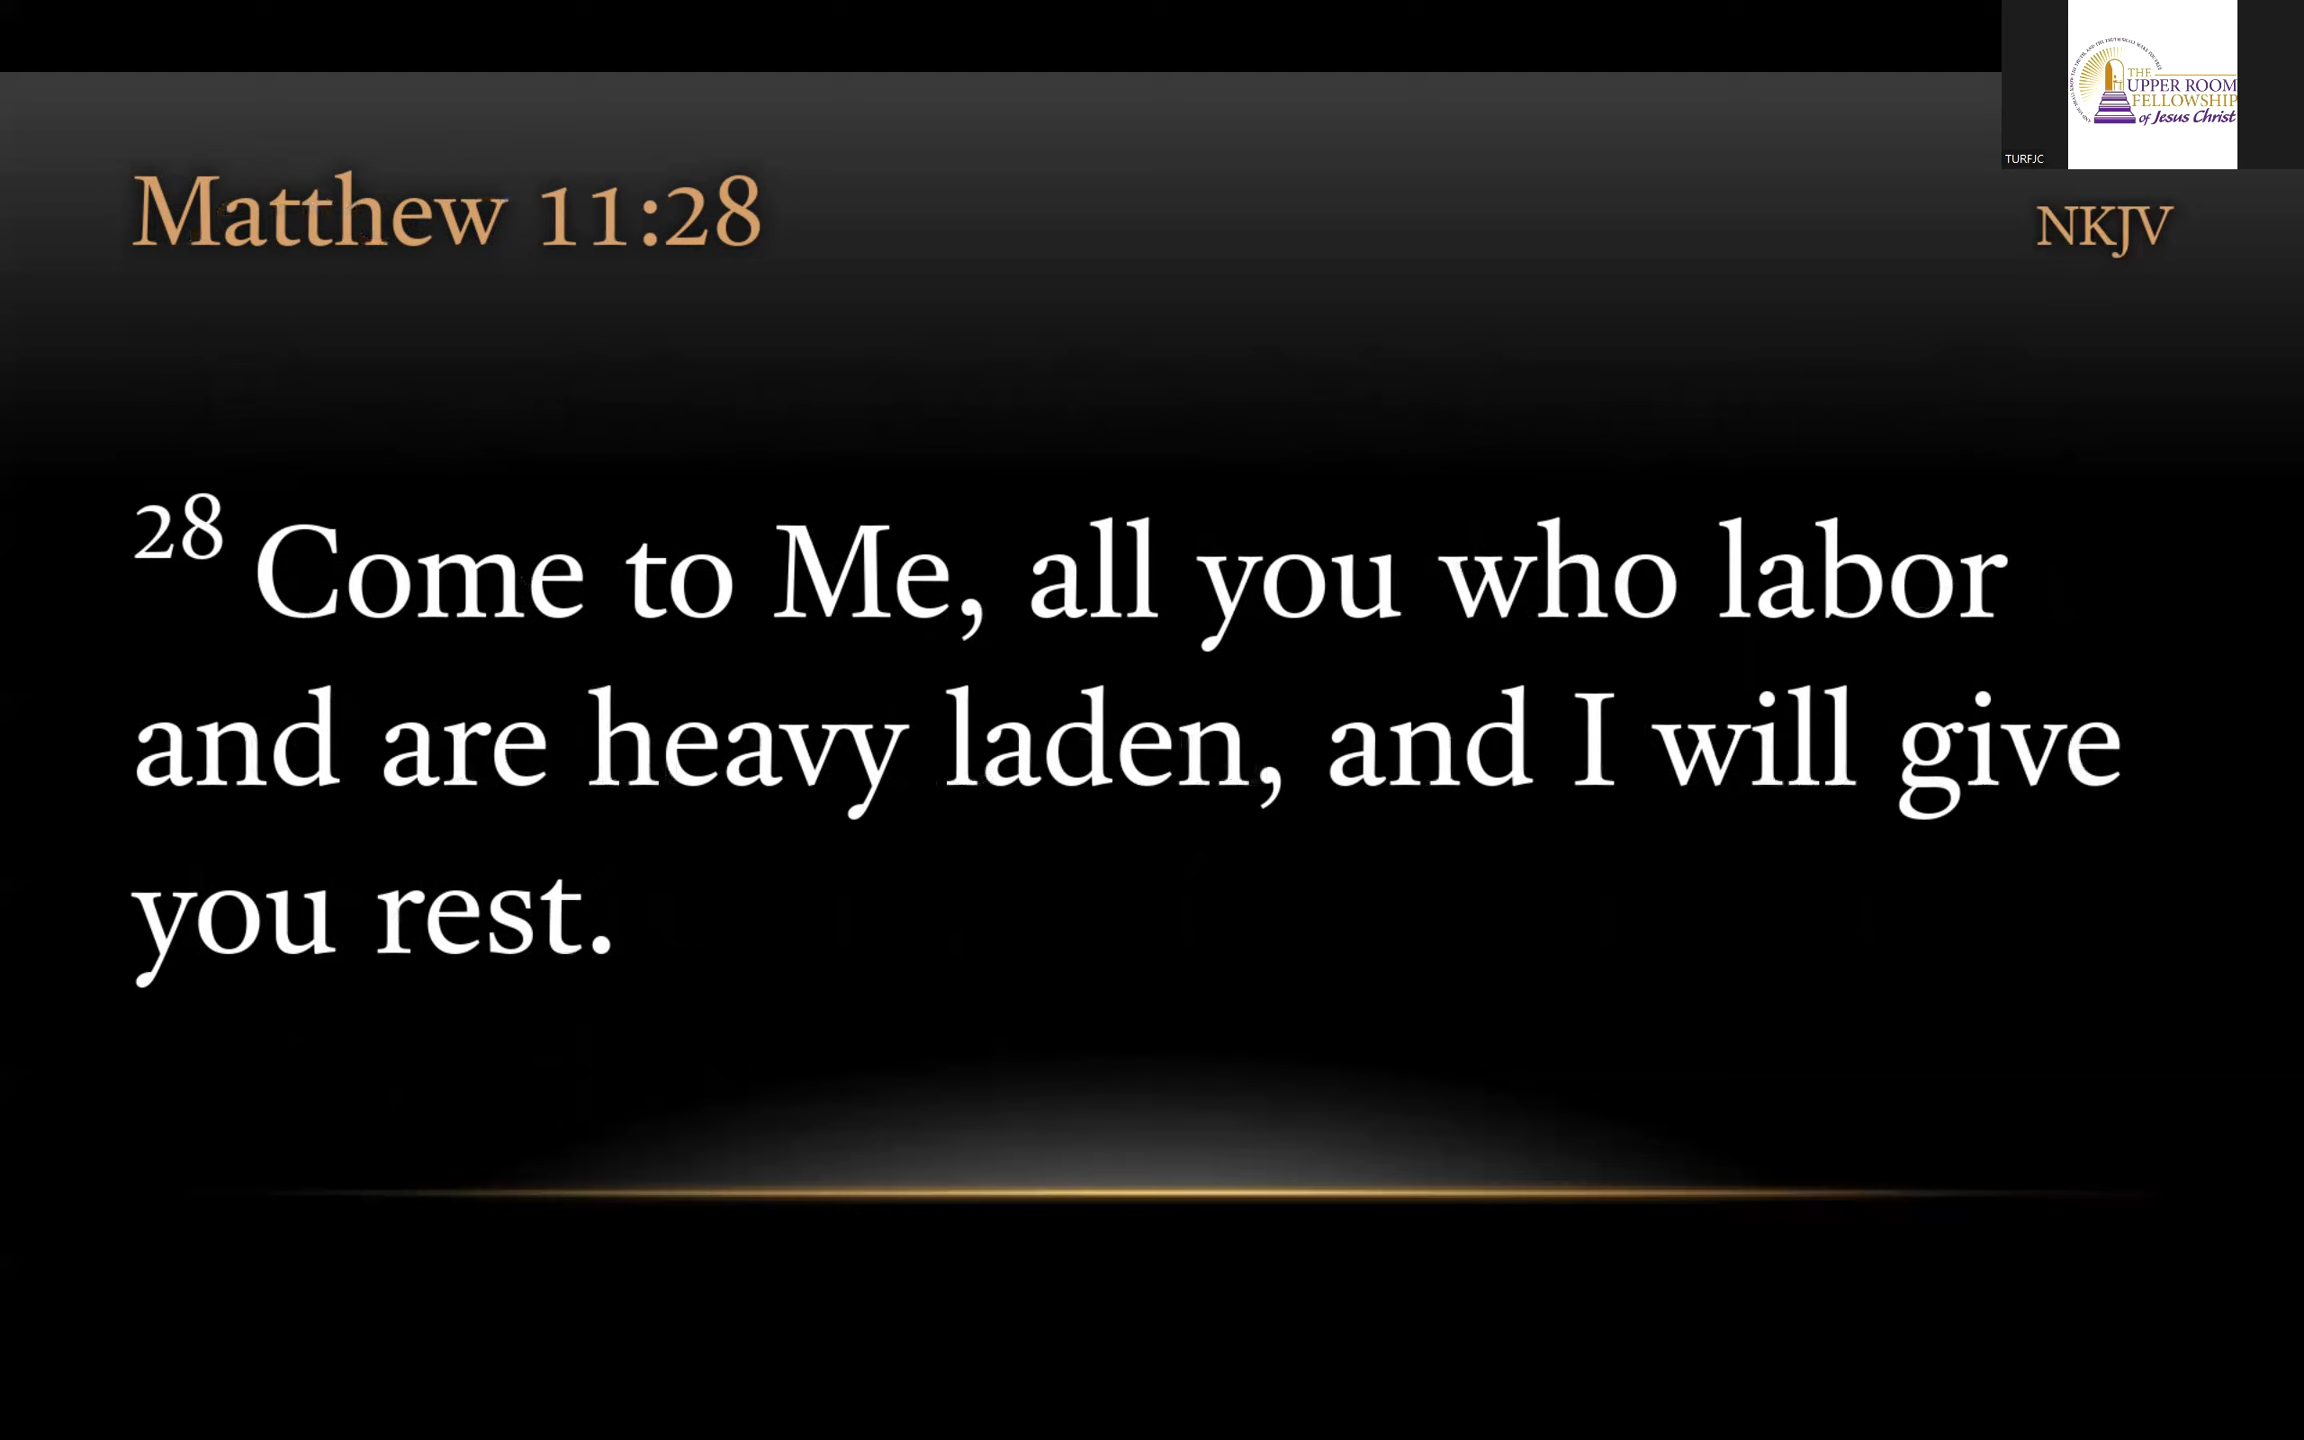 THE
UPPER ROOM
FELLOWSHIP
of Jesus Christ
TURFJC
Matthew 11:28
NKJV
28 Come to Me, all you who labor
and are heavy laden, and I will give
you rest.